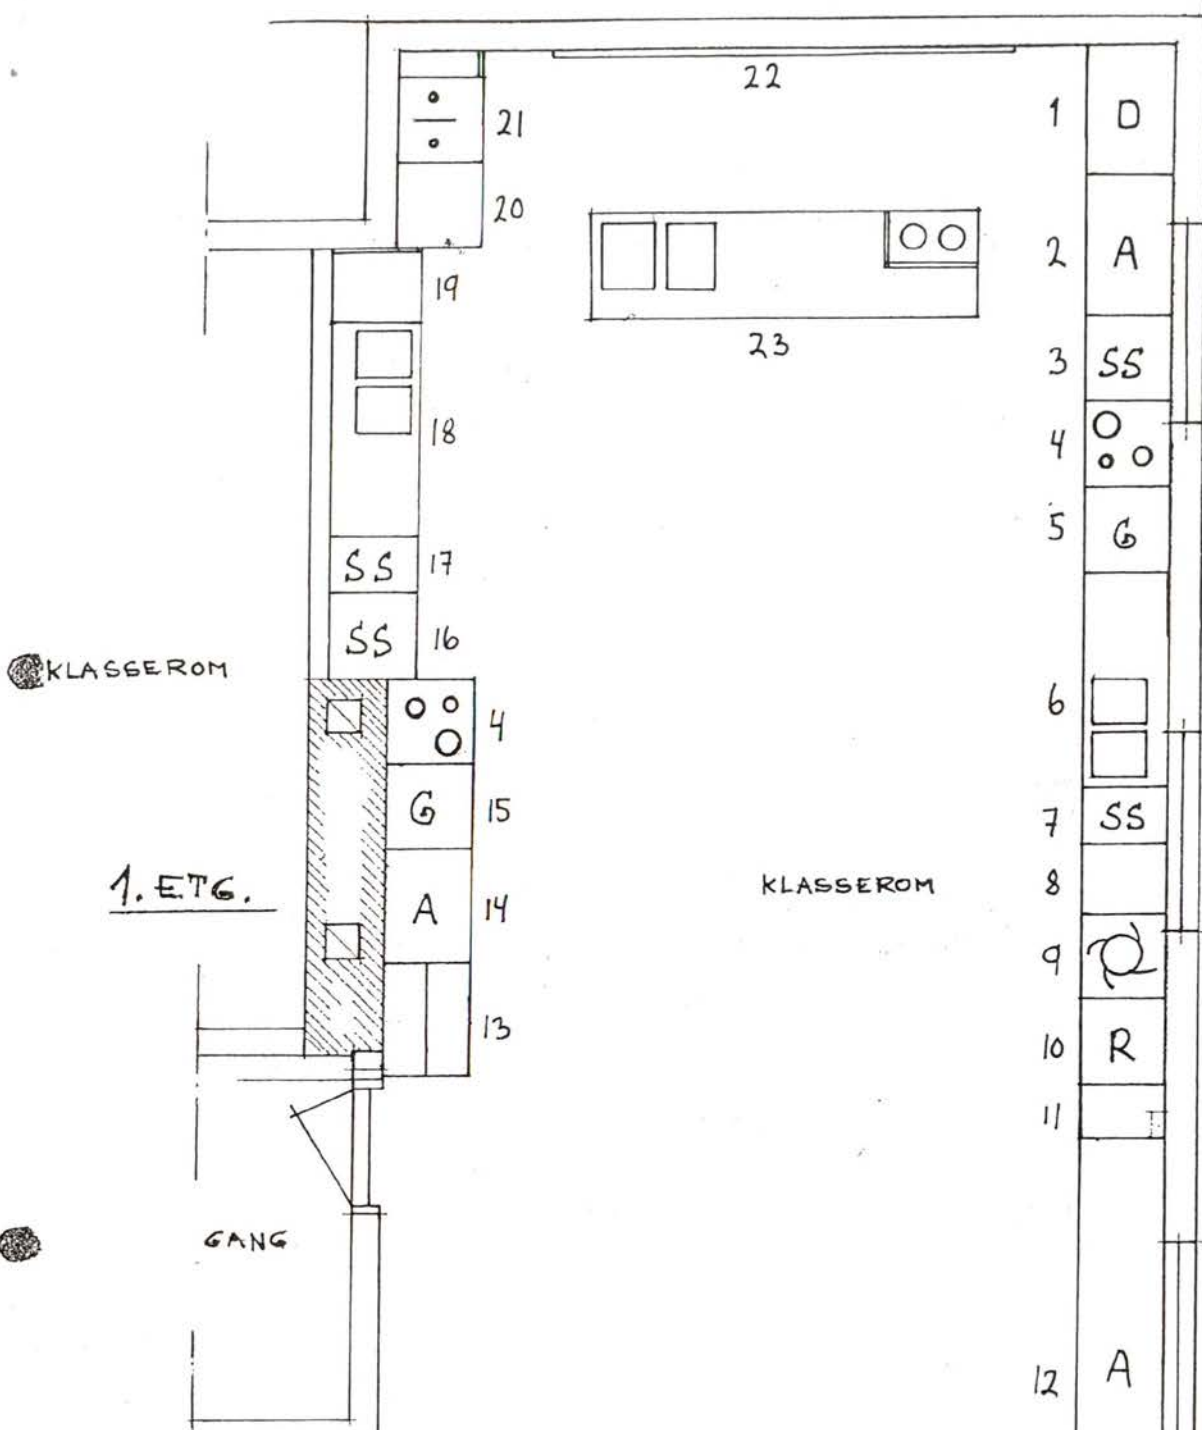 22
21
20
19
18
SS 17
SS 16
4
G 15
A 14
13
23
1 D
2 A
3 SS
4
5 G
6
7 SS
8
9
10 R
11
12 A
KLASSEROM
1. ETG.
KLASSEROM
GANG